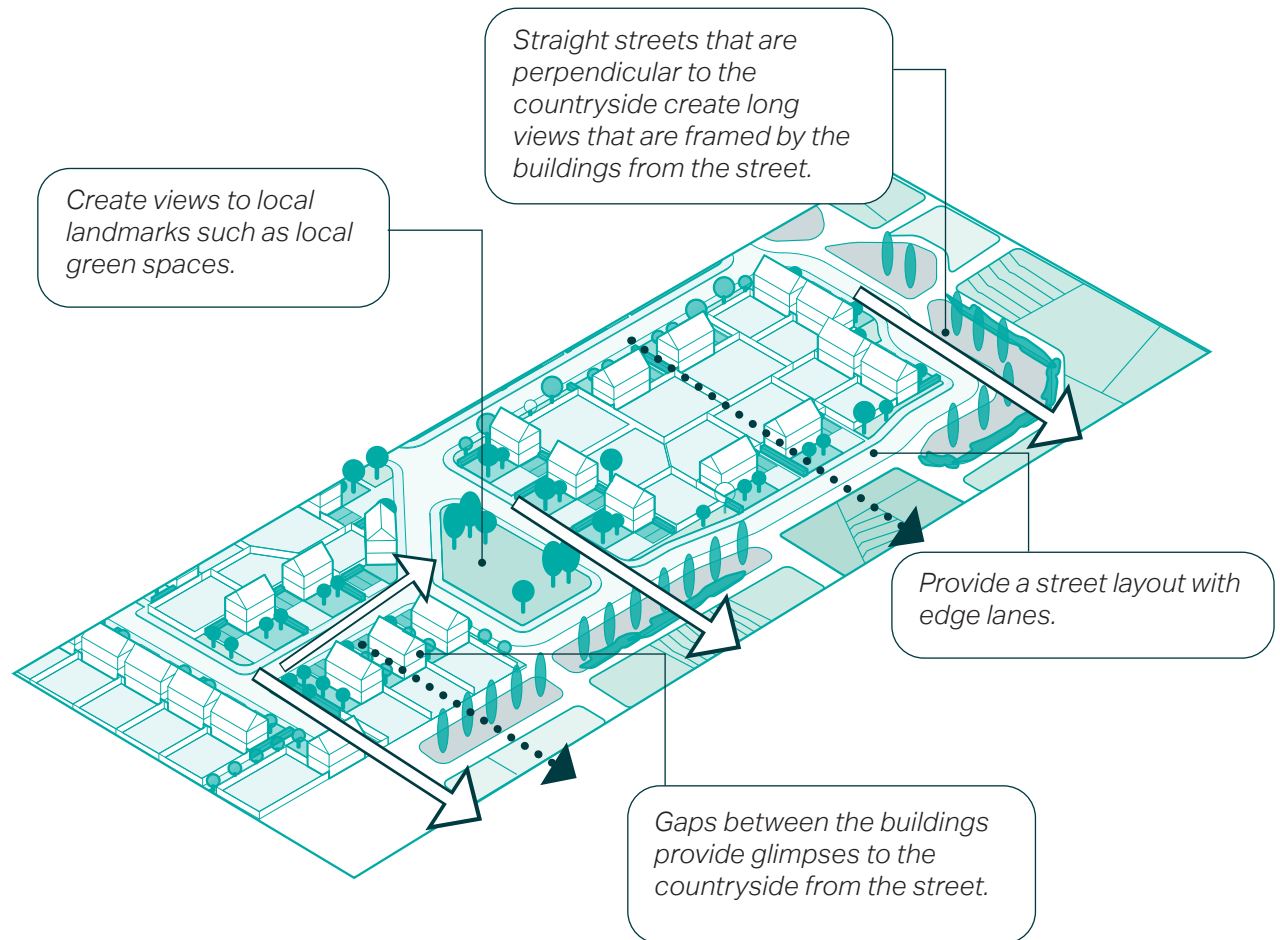 Straight streets that are
perpendicular to the
countryside create long
views that are framed by the
buildings from the street.
Create views to local
landmarks such as local
green spaces.
Provide a street layout with
edge lanes.
Gaps between the buildings
provide glimpses to the
countryside from the street.